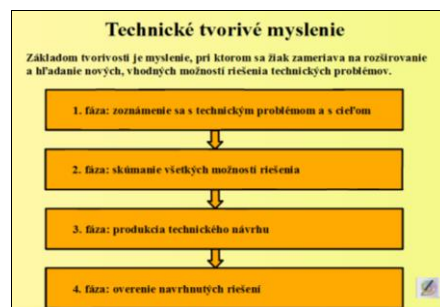 Technické tvorivé myslenie
Základom tvorivosti je myslenie, pri ktorom sa žiak zameriava na rozširovanie
a hľadanie nových, vhodných možností riešenia technických problémov.
1. fáza: zoznámenie sa s technickým problémom a s cieľom
2. fáza: skúmanie všetkých možností riešenia
3. fáza: produkcia technického návrhu
4. fáza: overenie navrhnutých riešení